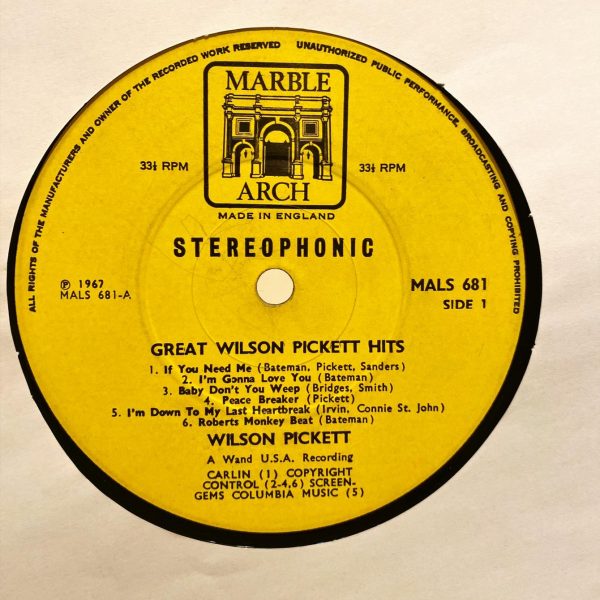 ALL RIGHTS OF THE MANUFACTURERS AND OWNER OF THE RECORDED WORK RESERVED UNAUTHORIZED PUBLIC PERFORMANCE, BROADCASTING AND COPYING PROHIBITED
MARBLE
33⅓ RPM 33⅓ RPM
ARCH
MADE IN ENGLAND
STEREOPHONIC
Ⓟ 1967 MALS 681
MALS 681-A SIDE 1
GREAT WILSON PICKETT HITS
1. If You Need Me (Bateman, Pickett, Sanders)
2. I'm Gonna Love You (Bateman)
3. Baby Don't You Weep (Bridges, Smith)
4. Peace Breaker (Pickett)
5. I'm Down To My Last Heartbreak (Irvin, Connie St. John)
6. Roberts Monkey Beat (Bateman)
WILSON PICKETT
A Wand U.S.A. Recording
CARLIN (1) COPYRIGHT
CONTROL (2-4,6) SCREEN-
GEMS COLUMBIA MUSIC (5)